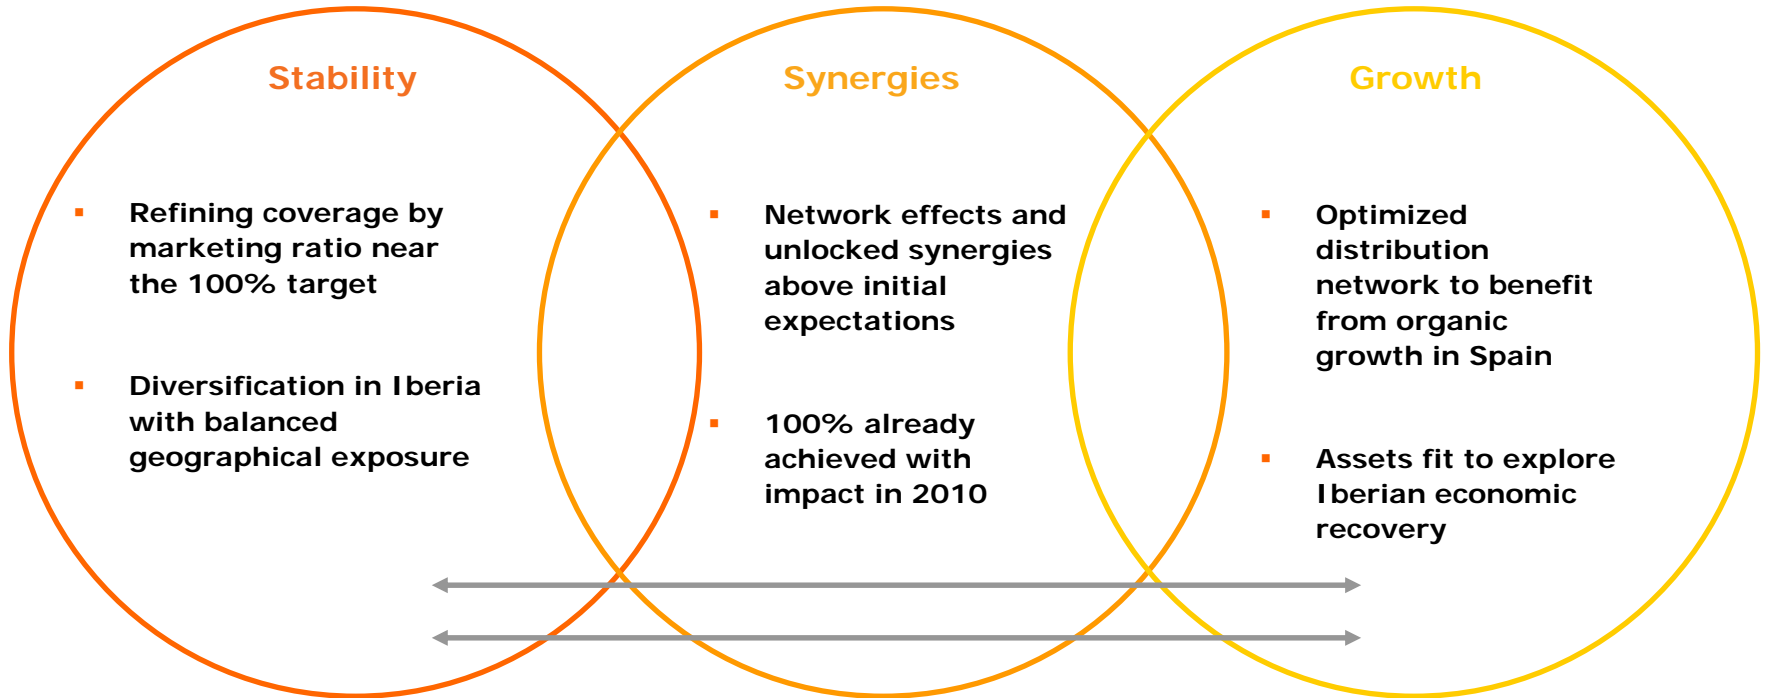 Stability
Refining coverage by
marketing ratio near
the 100% target
Diversification in Iberia
with balanced
geographical exposure
Synergies
Network effects and
unlocked synergies
above initial
expectations
100% already
achieved with
impact in 2010
Growth
Optimized
distribution
network to benefit
from organic
growth in Spain
Assets fit to explore
Iberian economic
recovery